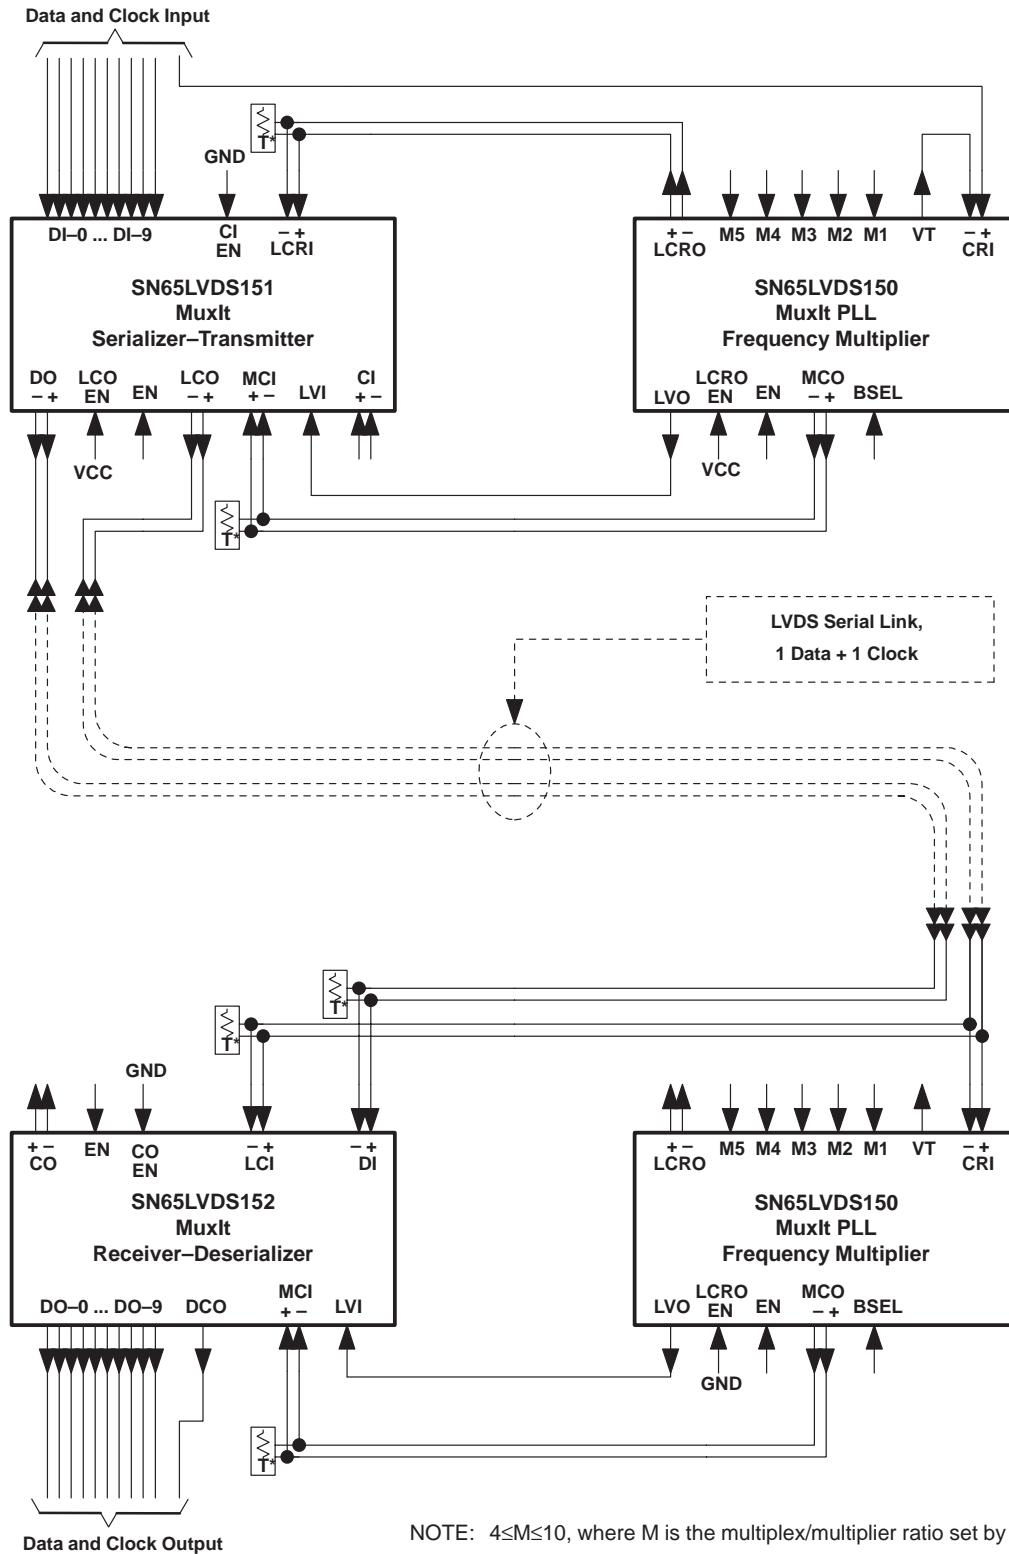 Data and Clock Input
T*
GND
DI–0 ... DI–9
CI
EN
– +
LCRI
+ –
LCRO
M5 M4 M3 M2 M1
VT
– +
CRI
SN65LVDS151
MuxIt
Serializer–Transmitter
SN65LVDS150
MuxIt PLL
Frequency Multiplier
DO
– +
LCO
EN
EN
LCO
– +
MCI
+ –
LVI
CI
+ –
LVO
LCRO
EN
EN
MCO
– +
BSEL
VCC
VCC
T*
LVDS Serial Link,
1 Data + 1 Clock
T*
T*
GND
+ –
CO
EN
CO
EN
– +
LCI
– +
DI
+ –
LCRO
M5 M4 M3 M2 M1
VT
– +
CRI
SN65LVDS152
MuxIt
Receiver–Deserializer
SN65LVDS150
MuxIt PLL
Frequency Multiplier
DO–0 ... DO–9
DCO
MCI
+ –
LVI
LVO
LCRO
EN
EN
MCO
– +
BSEL
GND
T*
Data and Clock Output
NOTE: 4≤M≤10, where M is the multiplex/multiplier ratio set by